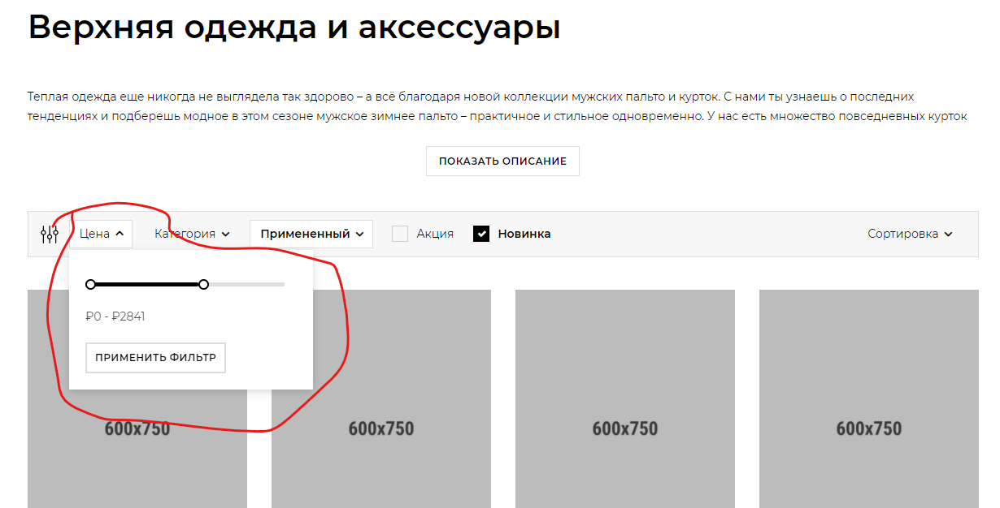 Верхняя одежда и аксессуары
Теплая одежда еще никогда не выглядела так здорово – а всё благодаря новой коллекции мужских пальто и курток. С нами ты узнаешь о последних
тенденциях и подберешь модное в этом сезоне мужское зимнее пальто – практичное и стильное одновременно. У нас есть множество повседневных курток
ПОКАЗАТЬ ОПИСАНИЕ
Цена Категория Примененный Акция Новинка Сортировка
₽0 - ₽2841
ПРИМЕНИТЬ ФИЛЬТР
600x750 600x750 600x750 600x750